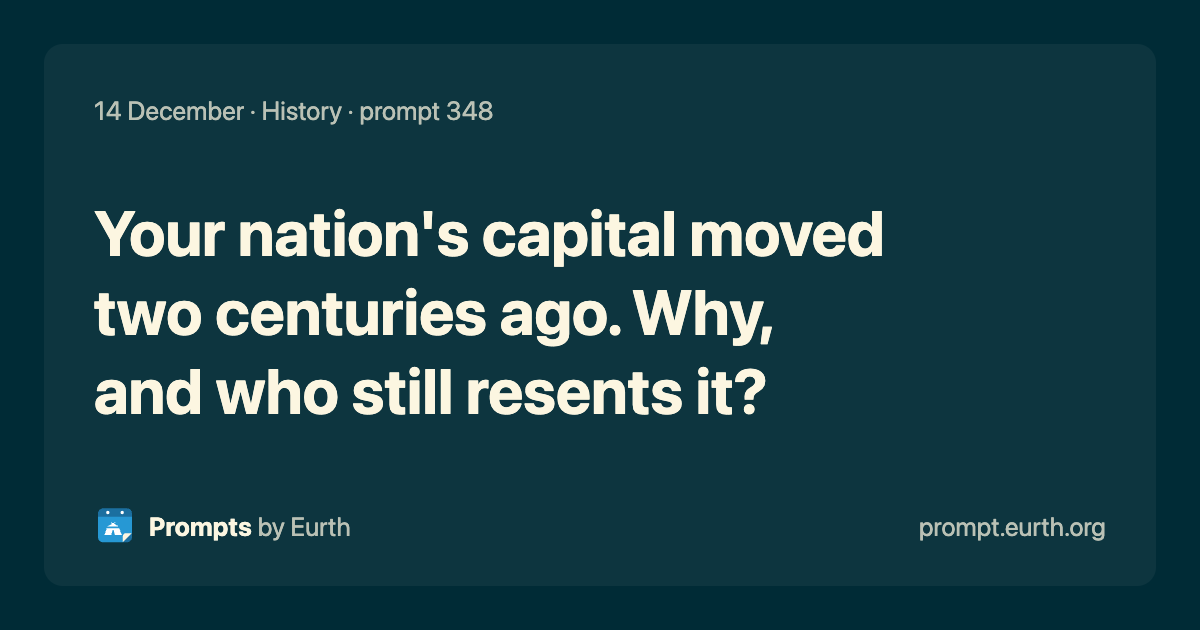 14 December · History · prompt 348
Your nation's capital moved
two centuries ago. Why,
and who still resents it?
Prompts by Eurth
prompt.eurth.org